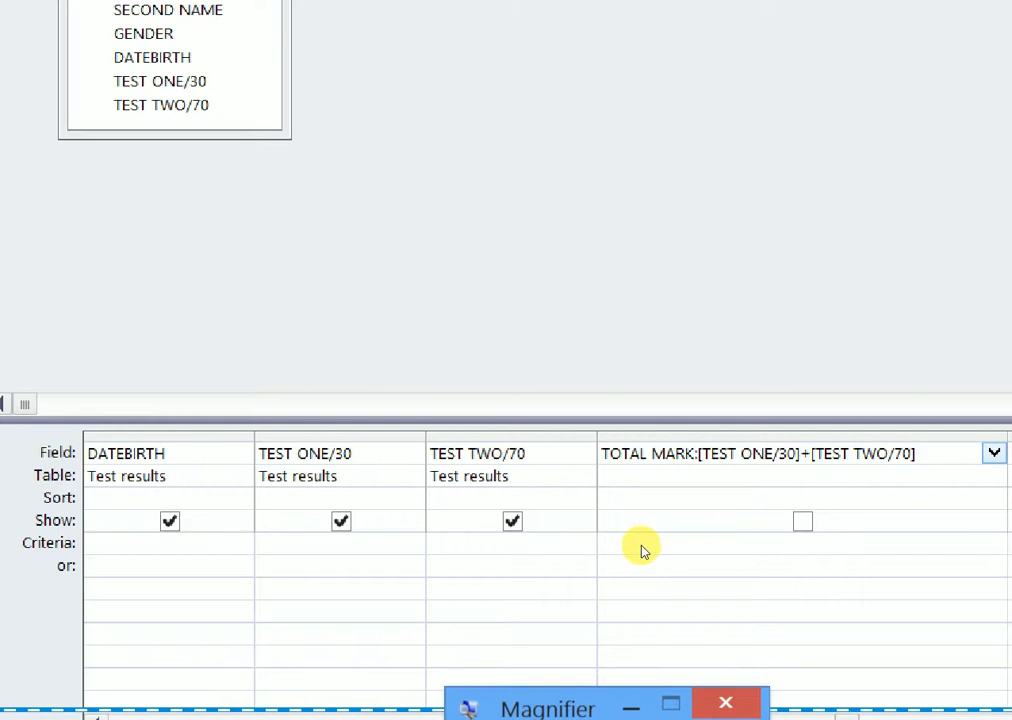 SECOND NAME
GENDER
DATEBIRTH
TEST ONE/30
TEST TWO/70
Field: DATEBIRTH TEST ONE/30 TEST TWO/70 TOTAL MARK:[TEST ONE/30]+[TEST TWO/70]
Table: Test results Test results Test results
Sort:
Show:
Criteria:
or:
Magnifier